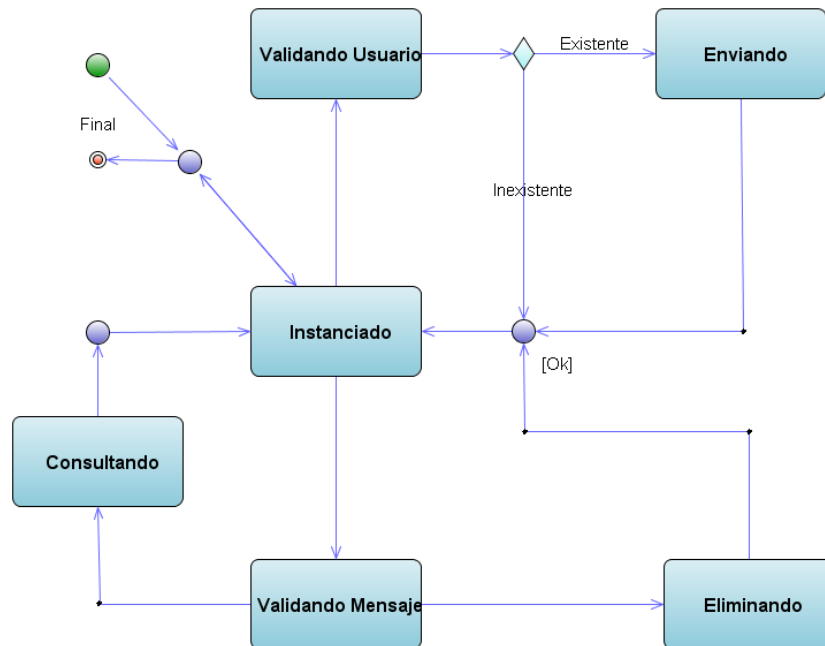 Validando Usuario
Existente
Enviando
Final
Inexistente
Instanciado
[Ok]
Consultando
Validando Mensaje
Eliminando